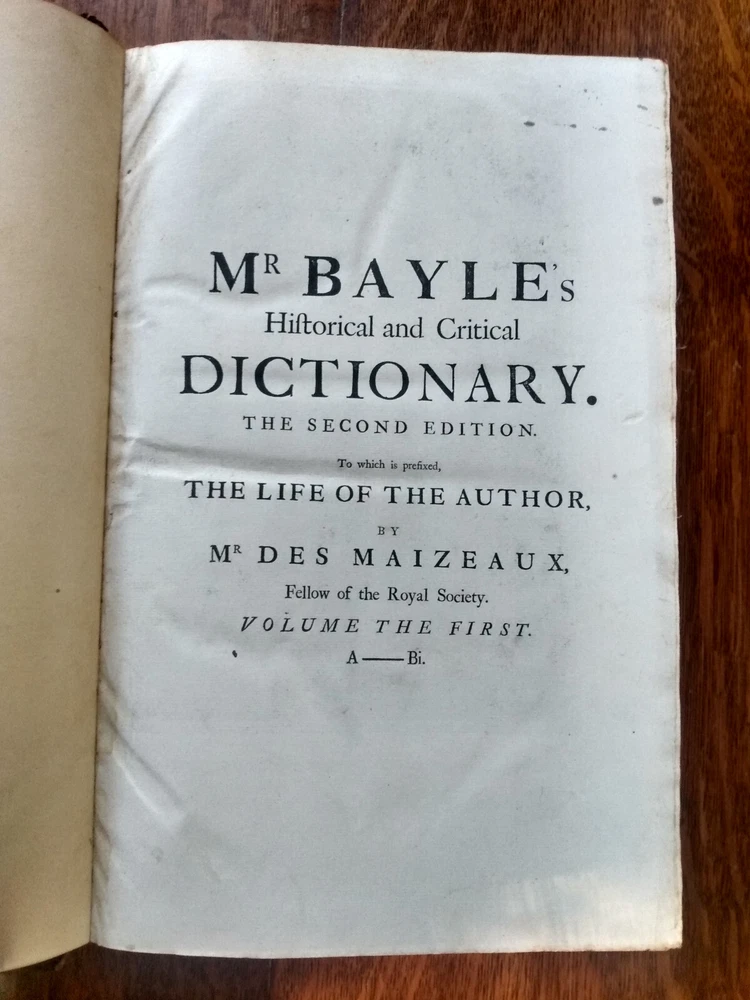 Mr BAYLE's
Hiſtorical and Critical
DICTIONARY.
THE SECOND EDITION.
To which is prefixed,
THE LIFE OF THE AUTHOR,
BY
Mr DES MAIZEAUX,
Fellow of the Royal Society.
VOLUME THE FIRST.
A——Bi.